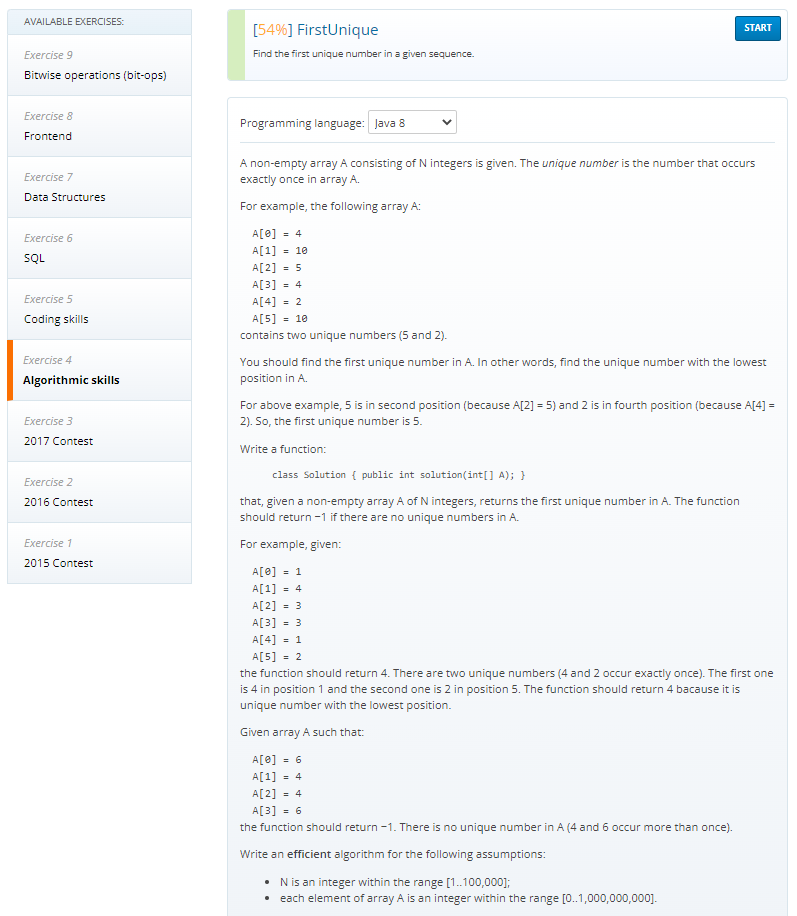 AVAILABLE EXERCISES:
Exercise 9
Bitwise operations (bit-ops)
Exercise 8
Frontend
Exercise 7
Data Structures
Exercise 6
SQL
Exercise 5
Coding skills
Exercise 4
Algorithmic skills
Exercise 3
2017 Contest
Exercise 2
2016 Contest
Exercise 1
2015 Contest
[54%] FirstUnique
START
Find the first unique number in a given sequence.
Programming language: Java 8
A non-empty array A consisting of N integers is given. The unique number is the number that occurs
exactly once in array A.
For example, the following array A:
A[0] = 4
A[1] = 10
A[2] = 5
A[3] = 4
A[4] = 2
A[5] = 10
contains two unique numbers (5 and 2).
You should find the first unique number in A. In other words, find the unique number with the lowest
position in A.
For above example, 5 is in second position (because A[2] = 5) and 2 is in fourth position (because A[4] =
2). So, the first unique number is 5.
Write a function:
class Solution { public int solution(int[] A); }
that, given a non-empty array A of N integers, returns the first unique number in A. The function
should return −1 if there are no unique numbers in A.
For example, given:
A[0] = 1
A[1] = 4
A[2] = 3
A[3] = 3
A[4] = 1
A[5] = 2
the function should return 4. There are two unique numbers (4 and 2 occur exactly once). The first one
is 4 in position 1 and the second one is 2 in position 5. The function should return 4 bacause it is
unique number with the lowest position.
Given array A such that:
A[0] = 6
A[1] = 4
A[2] = 4
A[3] = 6
the function should return −1. There is no unique number in A (4 and 6 occur more than once).
Write an efficient algorithm for the following assumptions:
• N is an integer within the range [1..100,000];
• each element of array A is an integer within the range [0..1,000,000,000].